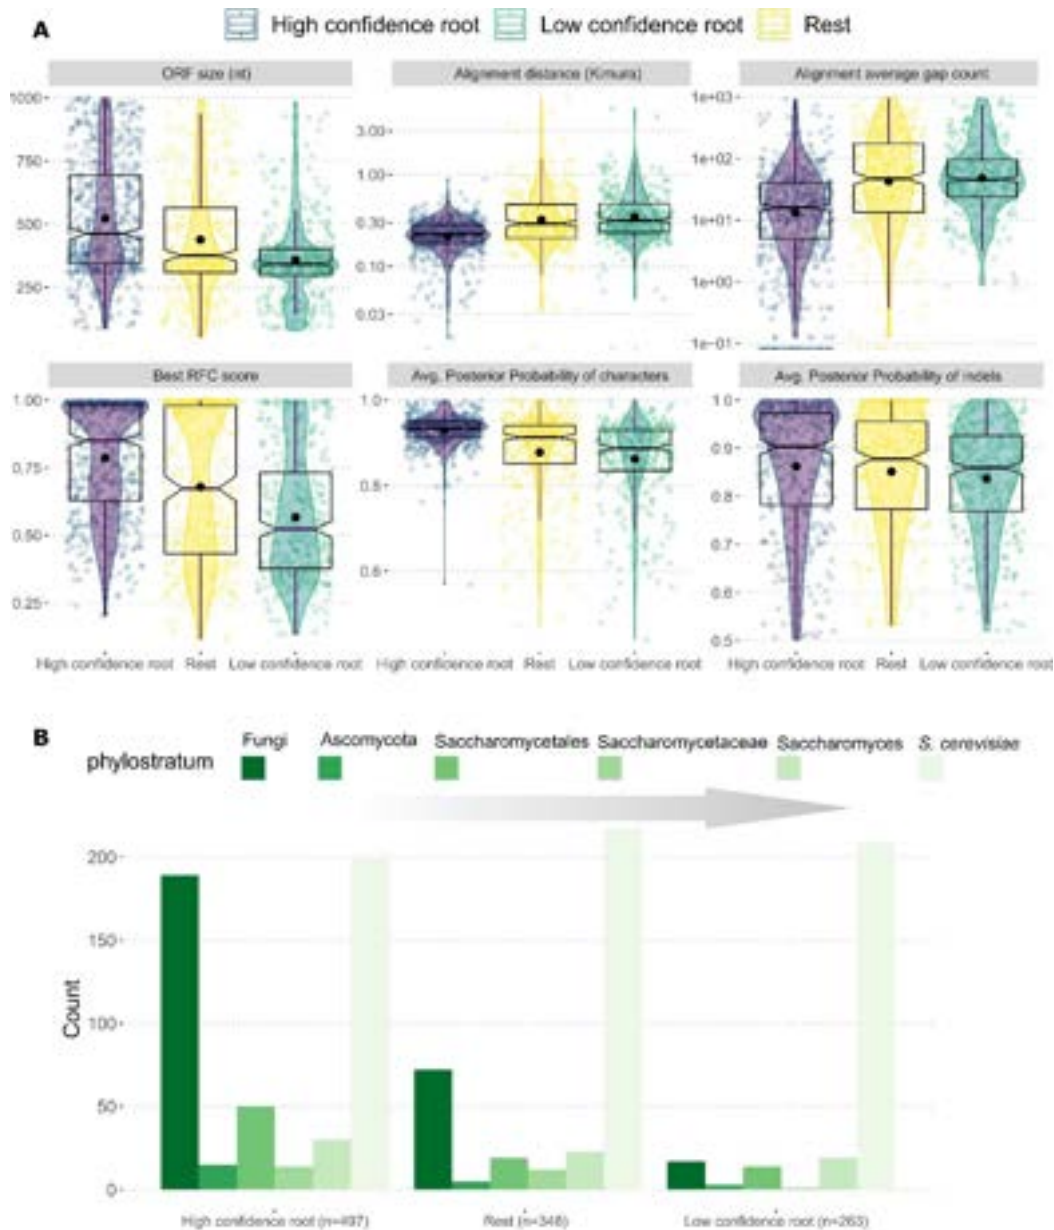 A
High confidence root Low confidence root Rest
ORF size (nt) Alignment distance (Kimura) Alignment average gap count
1000
750
500
250
3.00
1.00
0.30
0.10
0.03
1e+03
1e+02
1e+01
1e+00
1e−01
Best RFC score Avg. Posterior Probability of characters Avg. Posterior Probability of indels
1.00
0.75
0.50
0.25
1.0
0.8
0.6
1.0
0.9
0.8
0.7
0.6
0.5
High confidence root Rest Low confidence root High confidence root Rest Low confidence root High confidence root Rest Low confidence root
B
phylostratum Fungi Ascomycota Saccharomycetales Saccharomycetaceae Saccharomyces S. cerevisiae
Count
200
150
100
50
0
High confidence root (n=497) Rest (n=348) Low confidence root (n=263)